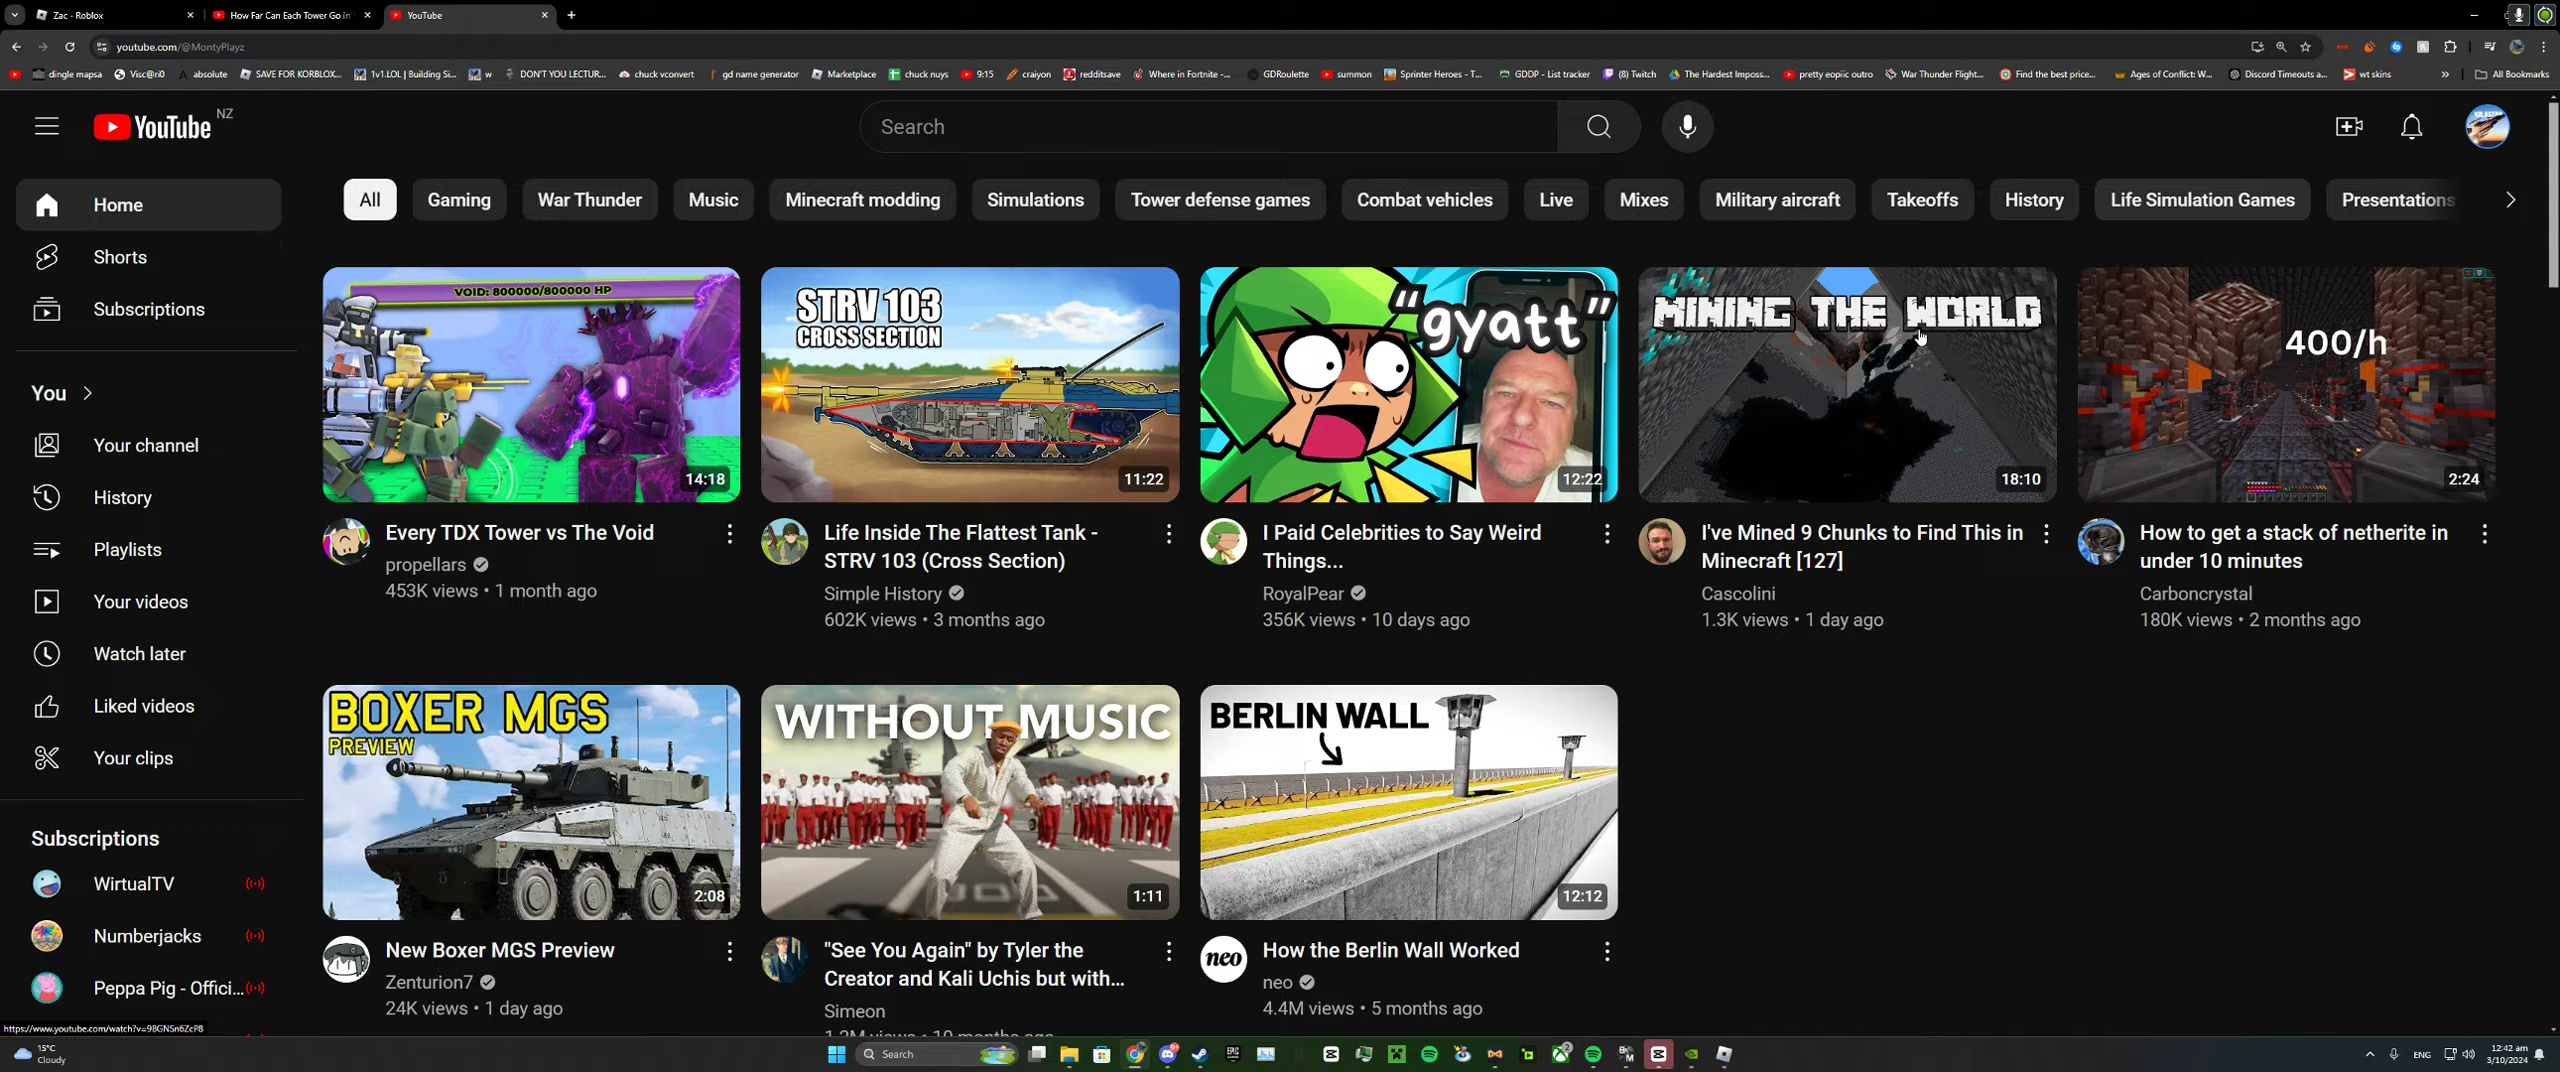 Zac - Roblox
How Far Can Each Tower Go in
YouTube
youtube.com/@MontyPlayz
dingle mapsa
Visc@ri0
absolute
SAVE FOR KORBLOX...
1v1.LOL | Building Si...
w
DON'T YOU LECTUR...
chuck vconvert
gd name generator
Marketplace
chuck nuys
9:15
craiyon
redditsave
Where in Fortnite -...
GDRoulette
summon
Sprinter Heroes - T...
GDDP - List tracker
(8) Twitch
The Hardest Imposs...
pretty eopiic outro
War Thunder Flight...
Find the best price...
Ages of Conflict: W...
Discord Timeouts a...
wt skins
All Bookmarks
YouTube NZ
Search
Home
Shorts
Subscriptions
You
Your channel
History
Playlists
Your videos
Watch later
Liked videos
Your clips
Subscriptions
WirtualTV
Numberjacks
Peppa Pig - Offici...
All
Gaming
War Thunder
Music
Minecraft modding
Simulations
Tower defense games
Combat vehicles
Live
Mixes
Military aircraft
Takeoffs
History
Life Simulation Games
Presentations
VOID: 800000/800000 HP
14:18
Every TDX Tower vs The Void
propellars
453K views • 1 month ago
STRV 103
CROSS SECTION
11:22
Life Inside The Flattest Tank -
STRV 103 (Cross Section)
Simple History
602K views • 3 months ago
"gyatt"
12:22
I Paid Celebrities to Say Weird
Things...
RoyalPear
356K views • 10 days ago
MINING THE WORLD
18:10
I've Mined 9 Chunks to Find This in
Minecraft [127]
Cascolini
1.3K views • 1 day ago
400/h
2:24
How to get a stack of netherite in
under 10 minutes
Carboncrystal
180K views • 2 months ago
BOXER MGS
PREVIEW
2:08
New Boxer MGS Preview
Zenturion7
24K views • 1 day ago
WITHOUT MUSIC
1:11
"See You Again" by Tyler the
Creator and Kali Uchis but with...
Simeon
1.2M views • 10 months ago
BERLIN WALL
12:12
neo
How the Berlin Wall Worked
neo
4.4M views • 5 months ago
https://www.youtube.com/watch?v=9BGNSn6ZcP8
15°C
Cloudy
Search
ENG
12:42 am
3/10/2024